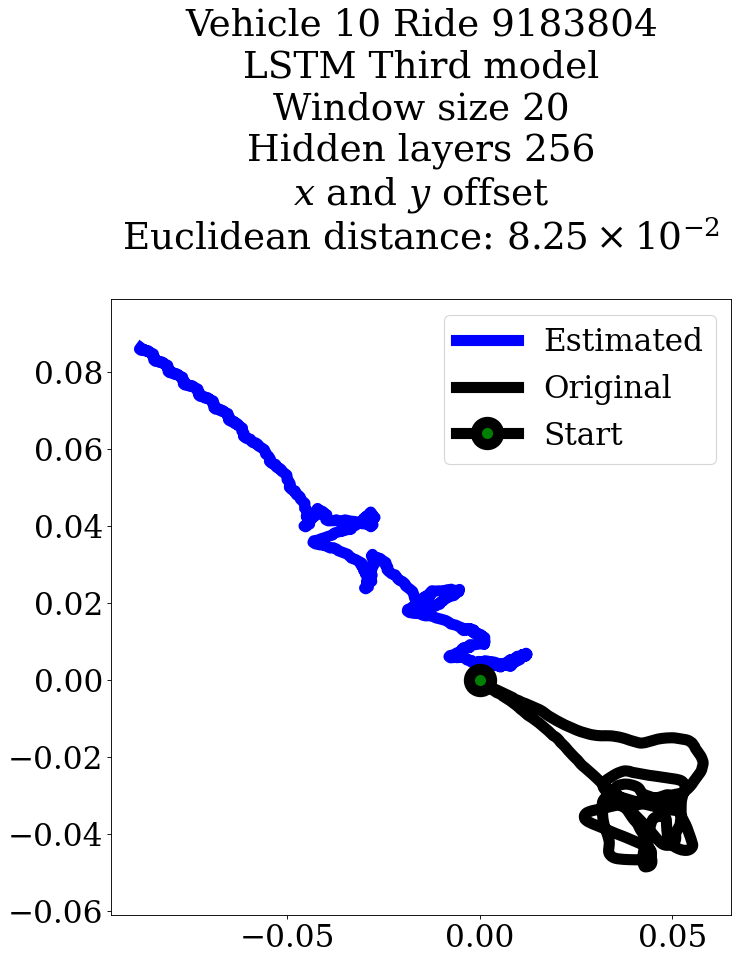 Vehicle 10 Ride 9183804
LSTM Third model
Window size 20
Hidden layers 256
x and y offset
Euclidean distance: 8.25 × 10⁻²
Estimated
Original
Start
0.08
0.06
0.04
0.02
0.00
−0.02
−0.04
−0.06
−0.05 0.00 0.05